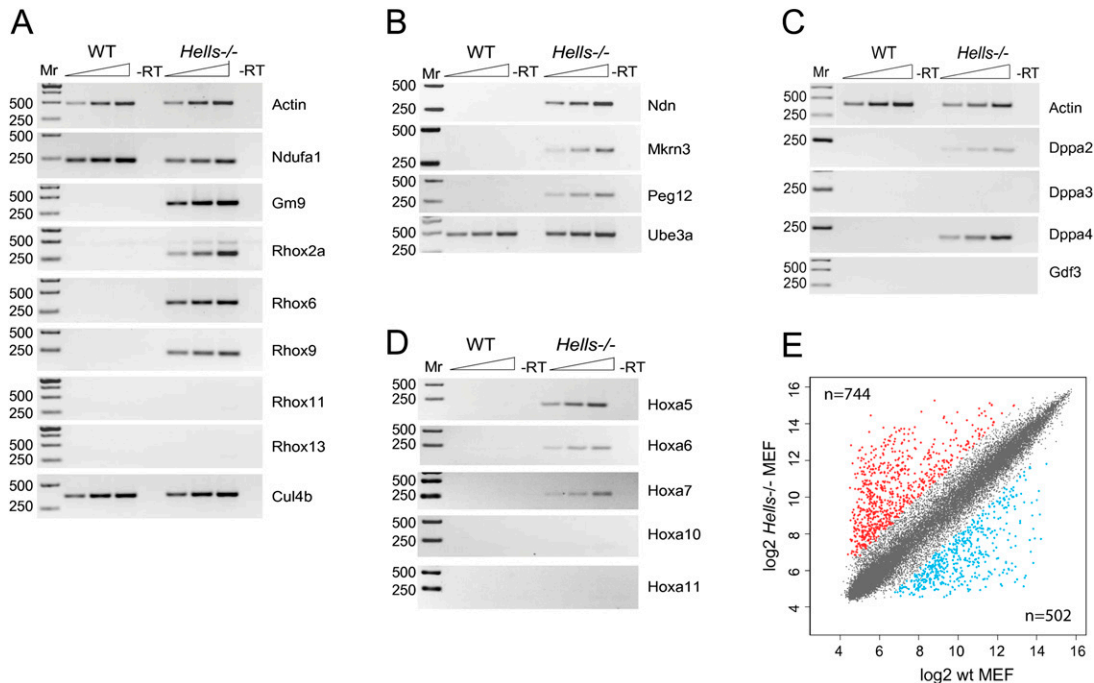 A
WT Hells-/-
Mr -RT -RT
500
250
Actin
500
250
Ndufa1
500
250
Gm9
500
250
Rhox2a
500
250
Rhox6
500
250
Rhox9
500
250
Rhox11
500
250
Rhox13
500
250
Cul4b
B
WT Hells-/-
Mr -RT -RT
500
250
Ndn
500
250
Mkrn3
500
250
Peg12
500
250
Ube3a
C
WT Hells-/-
Mr -RT -RT
500
250
Actin
250
Dppa2
250
Dppa3
250
Dppa4
500
250
Gdf3
D
WT Hells-/-
Mr -RT -RT
500
250
Hoxa5
500
250
Hoxa6
500
250
Hoxa7
500
250
Hoxa10
500
250
Hoxa11
E
n=744
n=502
log2 Hells-/- MEF
16
14
12
10
8
6
4
4 6 8 10 12 14 16
log2 wt MEF